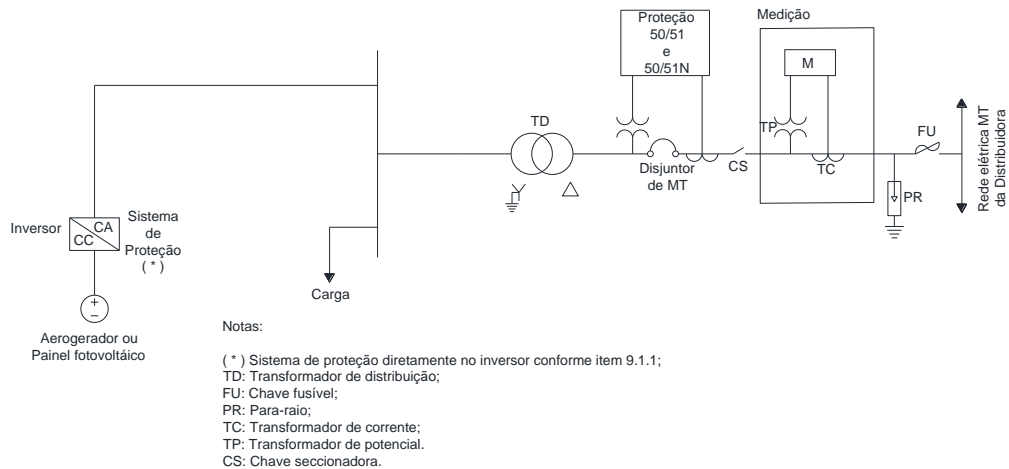 Proteção
50/51
e
50/51N
Medição
M
TD
TP
FU
Disjuntor
de MT
CS
TC
PR
Rede elétrica MT
da Distribuidora
Inversor
CA
CC
Sistema
de
Proteção
( * )
Carga
+
−
Aerogerador ou
Painel fotovoltáico
Notas:
( * ) Sistema de proteção diretamente no inversor conforme item 9.1.1;
TD: Transformador de distribuição;
FU: Chave fusível;
PR: Para-raio;
TC: Transformador de corrente;
TP: Transformador de potencial.
CS: Chave seccionadora.